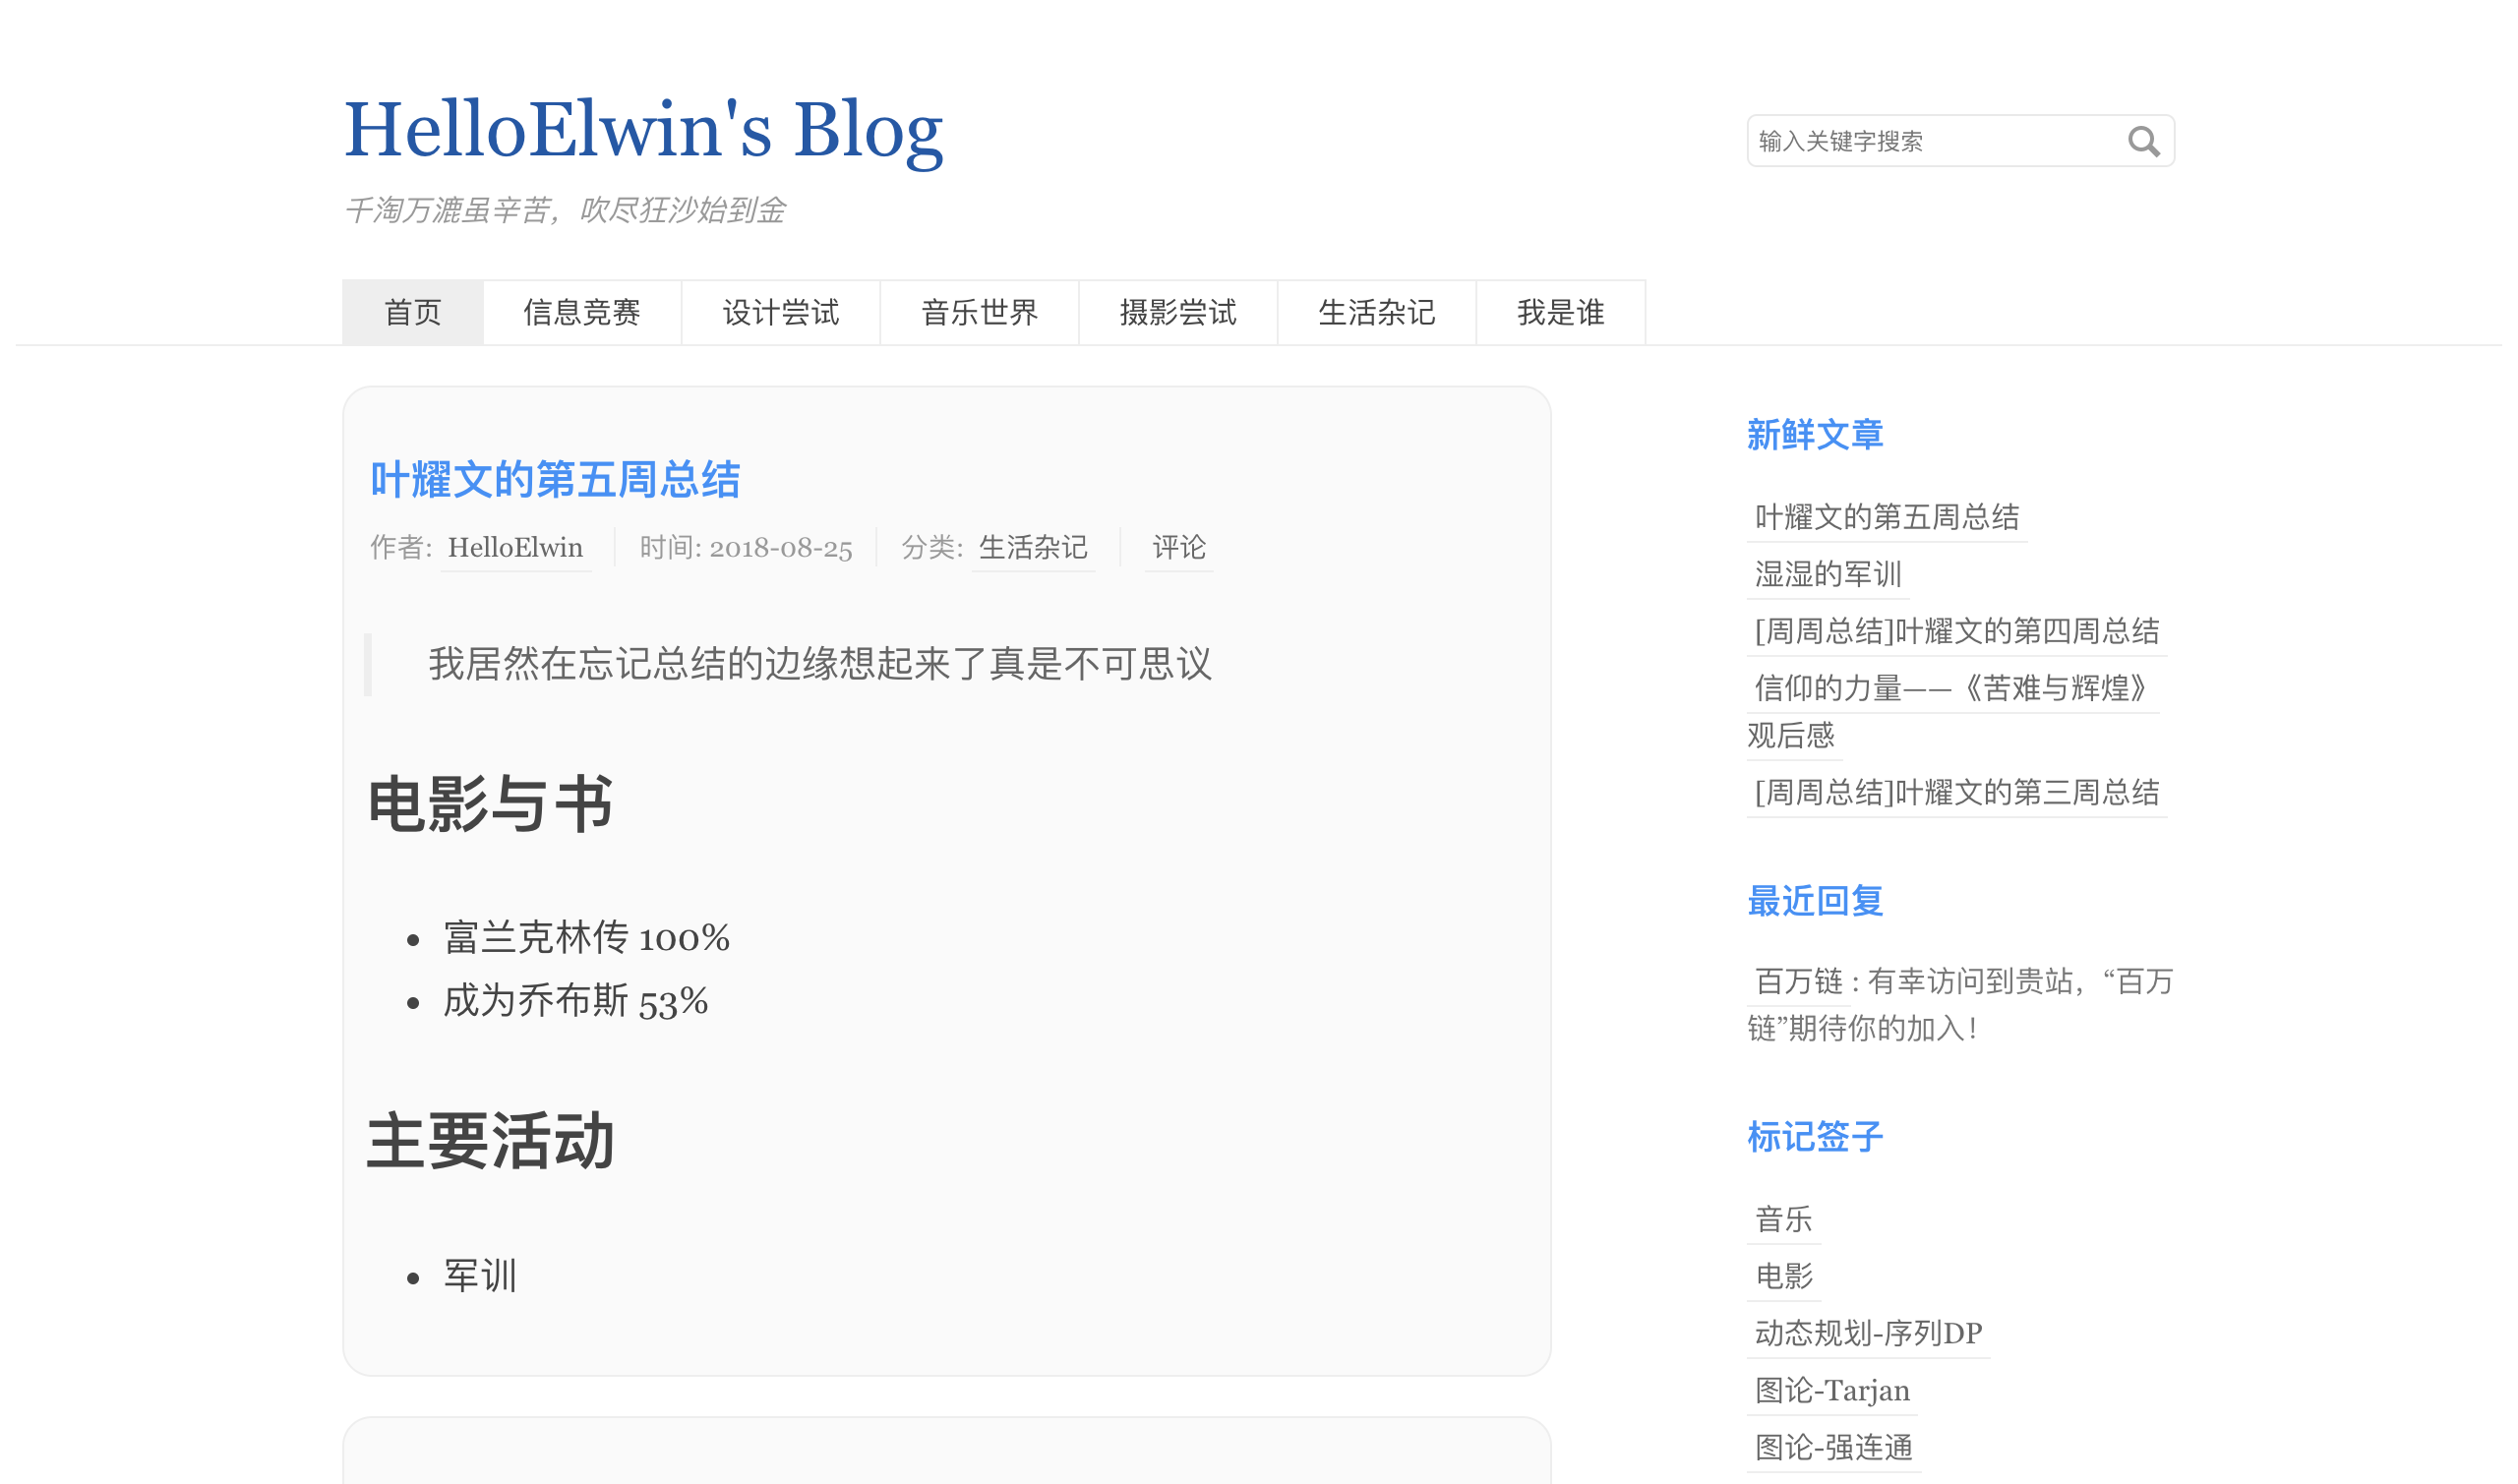 HelloElwin's Blog
千淘万漉虽辛苦，吹尽狂沙始到金
输入关键字搜索
首页
信息竞赛
设计尝试
音乐世界
摄影尝试
生活杂记
我是谁
叶耀文的第五周总结
作者: HelloElwin
时间: 2018-08-25
分类: 生活杂记
评论
我居然在忘记总结的边缘想起来了真是不可思议
电影与书
富兰克林传 100%
成为乔布斯 53%
主要活动
军训
新鲜文章
叶耀文的第五周总结
湿湿的军训
[周周总结]叶耀文的第四周总结
信仰的力量——《苦难与辉煌》
观后感
[周周总结]叶耀文的第三周总结
最近回复
百万链 : 有幸访问到贵站，“百万
链”期待你的加入！
标记签子
音乐
电影
动态规划-序列DP
图论-Tarjan
图论-强连通